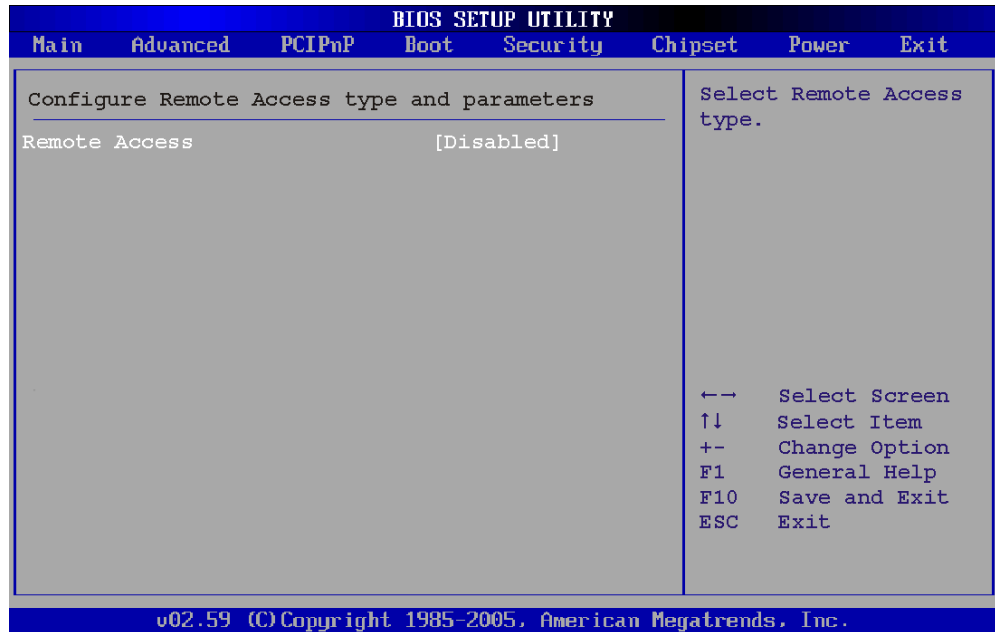 BIOS SETUP UTILITY
Main Advanced PCIPnP Boot Security Chipset Power Exit
Configure Remote Access type and parameters
Remote Access [Disabled]
Select Remote Access
type.
←→ Select Screen
↑↓ Select Item
+- Change Option
F1 General Help
F10 Save and Exit
ESC Exit
v02.59 (C)Copyright 1985-2005, American Megatrends, Inc.